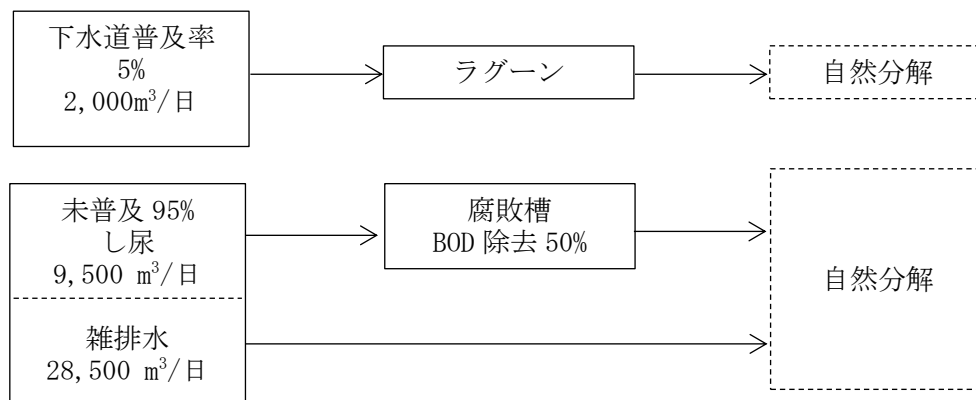 下水道普及率
5%
2,000m³/日
ラグーン
自然分解
未普及 95%
し尿
9,500 m³/日
腐敗槽
BOD 除去 50%
自然分解
雑排水
28,500 m³/日